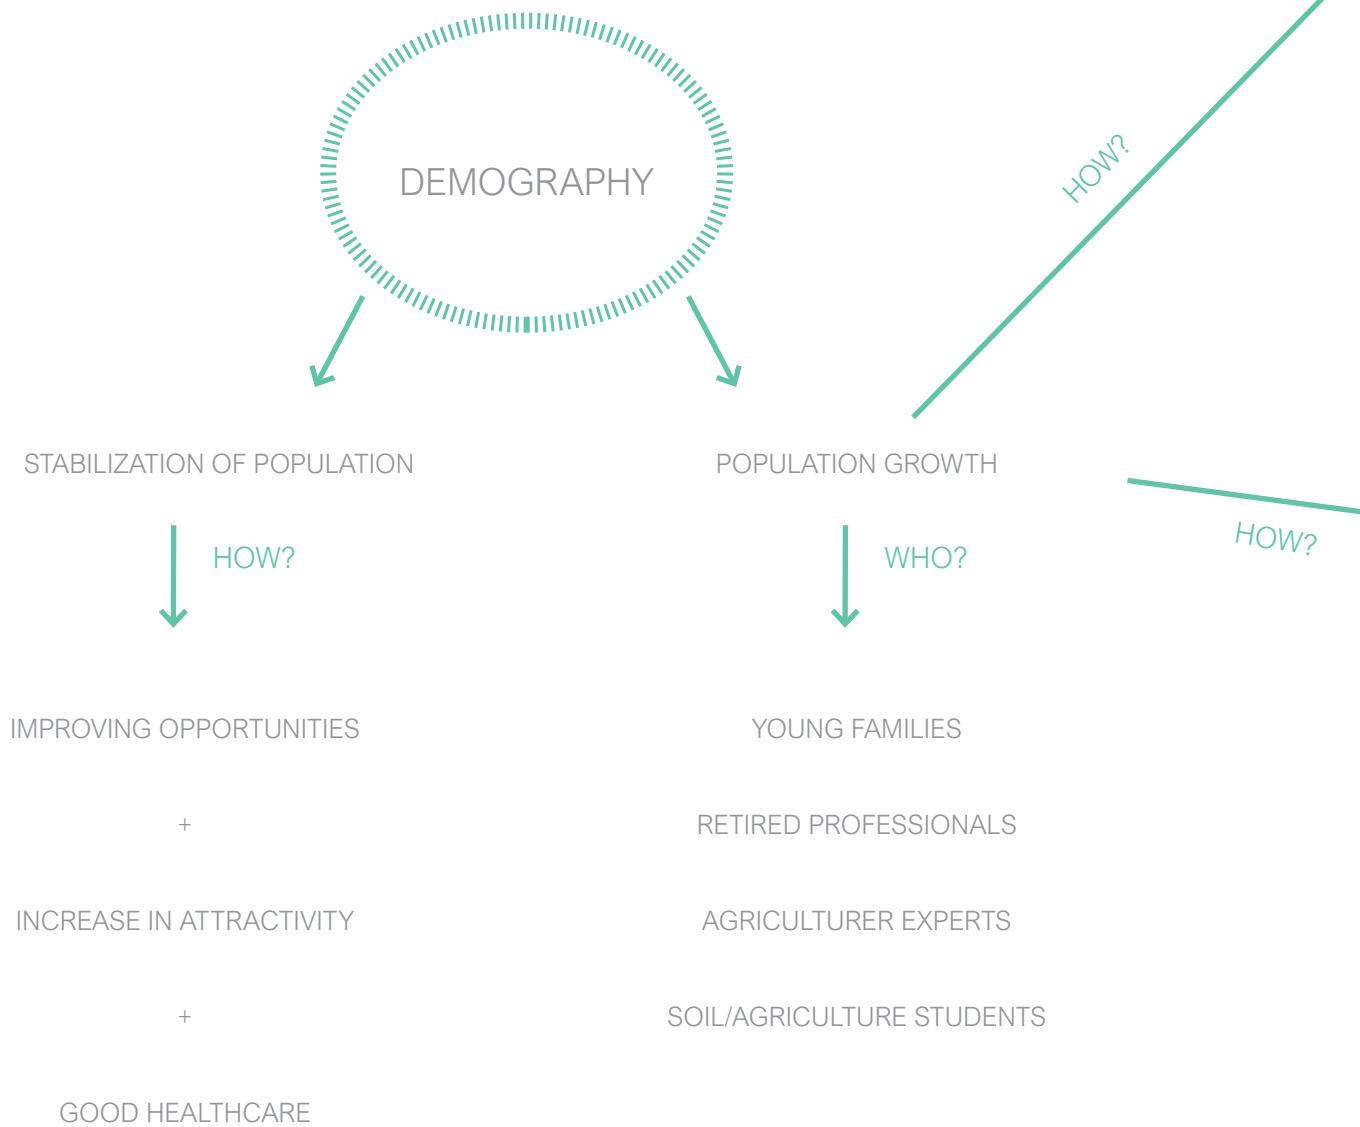 HOW?
DEMOGRAPHY
STABILIZATION OF POPULATION
POPULATION GROWTH
HOW?
HOW?
WHO?
IMPROVING OPPORTUNITIES
+
INCREASE IN ATTRACTIVITY
+
GOOD HEALTHCARE
YOUNG FAMILIES
RETIRED PROFESSIONALS
AGRICULTURER EXPERTS
SOIL/AGRICULTURE STUDENTS